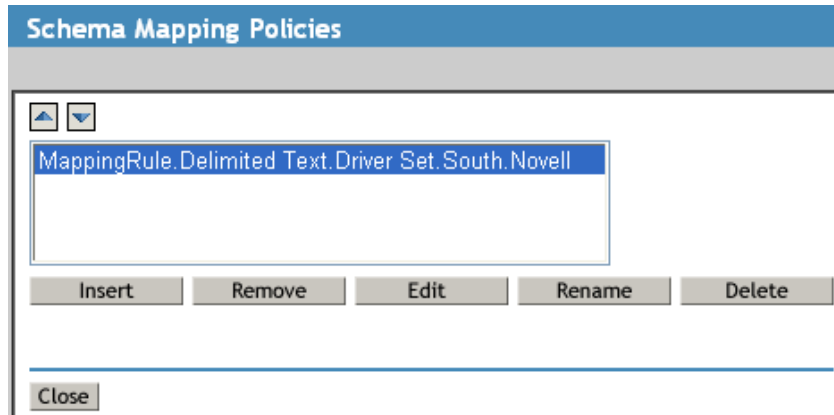 Schema Mapping Policies
MappingRule.Delimited Text.Driver Set.South.Novell
Insert Remove Edit Rename Delete
Close